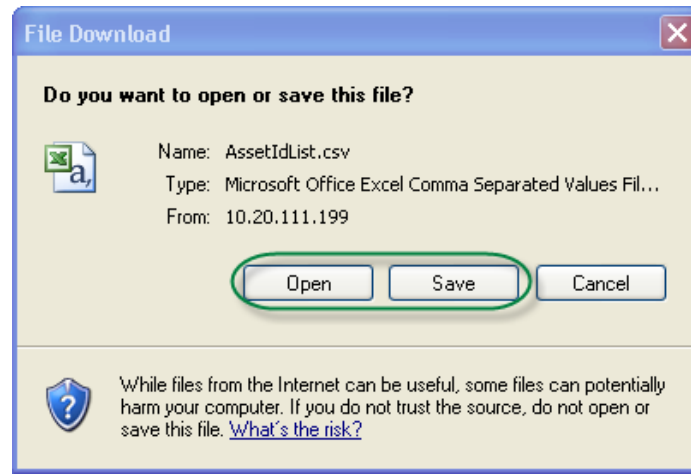 File Download
Do you want to open or save this file?
Name: AssetIdList.csv
Type: Microsoft Office Excel Comma Separated Values Fil...
From: 10.20.111.199
Open Save Cancel
While files from the Internet can be useful, some files can potentially
harm your computer. If you do not trust the source, do not open or
save this file. What's the risk?